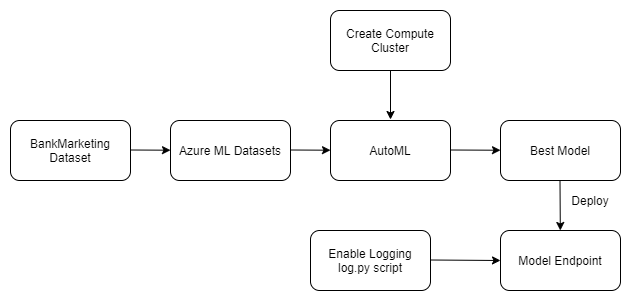 Create Compute
Cluster
BankMarketing
Dataset
Azure ML Datasets
AutoML
Best Model
Deploy
Enable Logging
log.py script
Model Endpoint